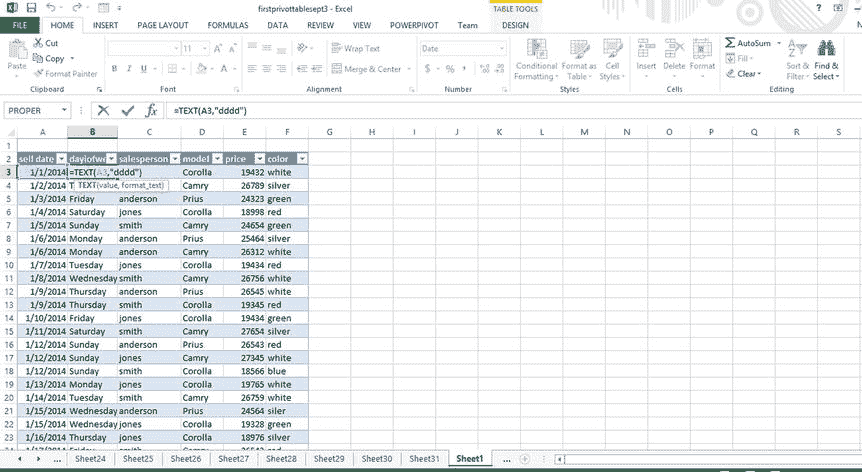 firstprivottablesept3 - Excel
TABLE TOOLS
FILE HOME INSERT PAGE LAYOUT FORMULAS DATA REVIEW VIEW POWERPIVOT Team DESIGN
Cut
Copy
Format Painter
Paste
Clipboard
11
Font
Wrap Text
Merge & Center
Alignment
Date
Number
Conditional Formatting
Format as Table
Cell Styles
Styles
Insert Delete Format
Cells
AutoSum
Fill
Clear
Sort & Filter
Find & Select
Editing
PROPER =TEXT(A3,"dddd")
A B C D E F G H I J K L M N O P Q R S
1
2 sell date dayiofwe salesperson model price color
3 1/1/2014 =TEXT(A3,"dddd") Corolla 19432 white
4 1/2/2014 T TEXT(value, format_text) Camry 26789 silver
5 1/3/2014 Friday anderson Prius 24323 green
6 1/4/2014 Saturday jones Corolla 18998 red
7 1/5/2014 Sunday smith Camry 24654 green
8 1/6/2014 Monday anderson Prius 25464 silver
9 1/6/2014 Monday anderson Camry 26312 white
10 1/7/2014 Tuesday jones Corolla 19434 red
11 1/8/2014 Wednesday smith Camry 26756 white
12 1/9/2014 Thursday anderson Prius 26545 white
13 1/9/2014 Thursday smith Corolla 19345 red
14 1/10/2014 Friday jones Corolla 19434 green
15 1/11/2014 Saturday smith Camry 27654 silver
16 1/12/2014 Sunday anderson Prius 26543 red
17 1/12/2014 Sunday jones Camry 27345 white
18 1/12/2014 Sunday smith Corolla 18566 blue
19 1/13/2014 Monday jones Corolla 19765 white
20 1/14/2014 Tuesday smith Camry 26759 white
21 1/15/2014 Wednesday anderson Prius 24564 siler
22 1/15/2014 Wednesday jones Corolla 19328 green
23 1/16/2014 Thursday jones Corolla 18976 silver
... Sheet24 Sheet25 Sheet26 Sheet27 Sheet28 Sheet29 Sheet30 Sheet31 Sheet1 ...